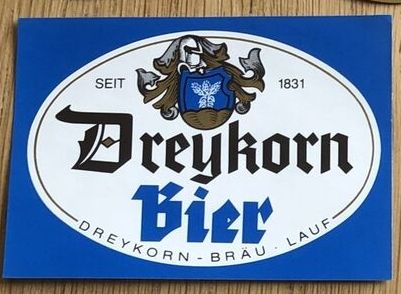 SEIT 1831
Dreykorn
Bier
DREYKORN-BRÄU · LAUF